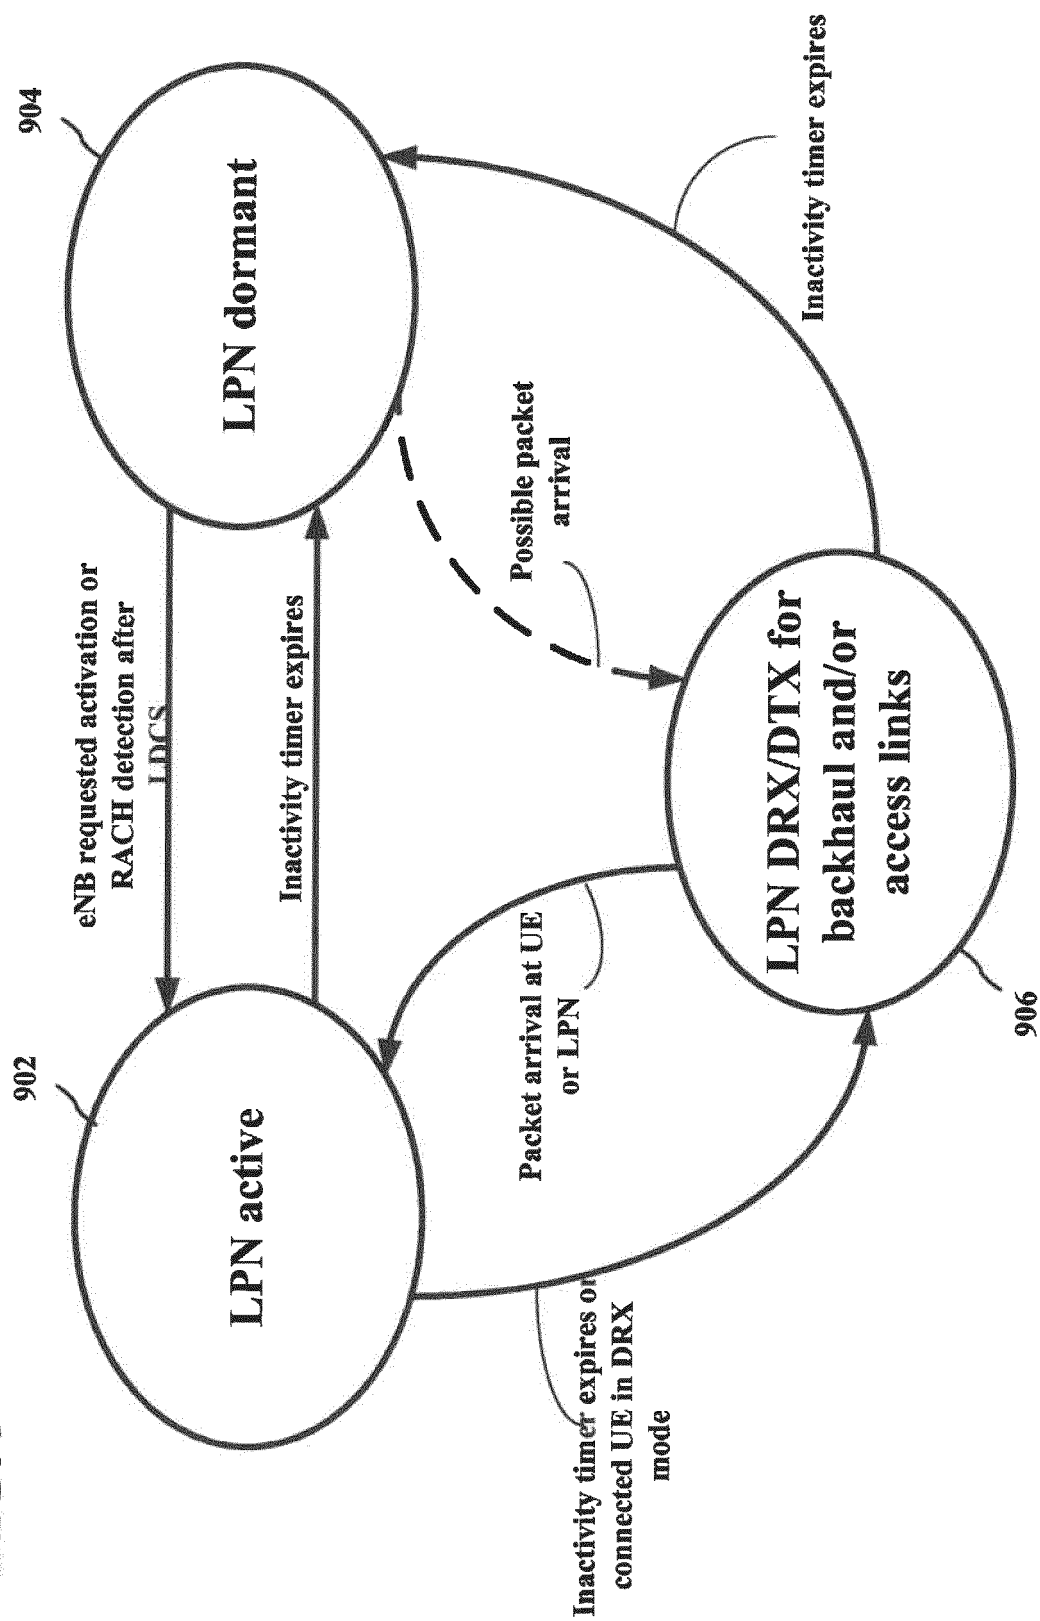 902
904
eNB requested activation or
RACH detection after
LPN active
LPN dormant
Inactivity timer expires
Packet arrival at UE
or LPN
Possible packet
arrival
Inactivity timer expires or
connected UE in DRX
mode
LPN DRX/DTX for
backhaul and/or
access links
Inactivity timer expires
906